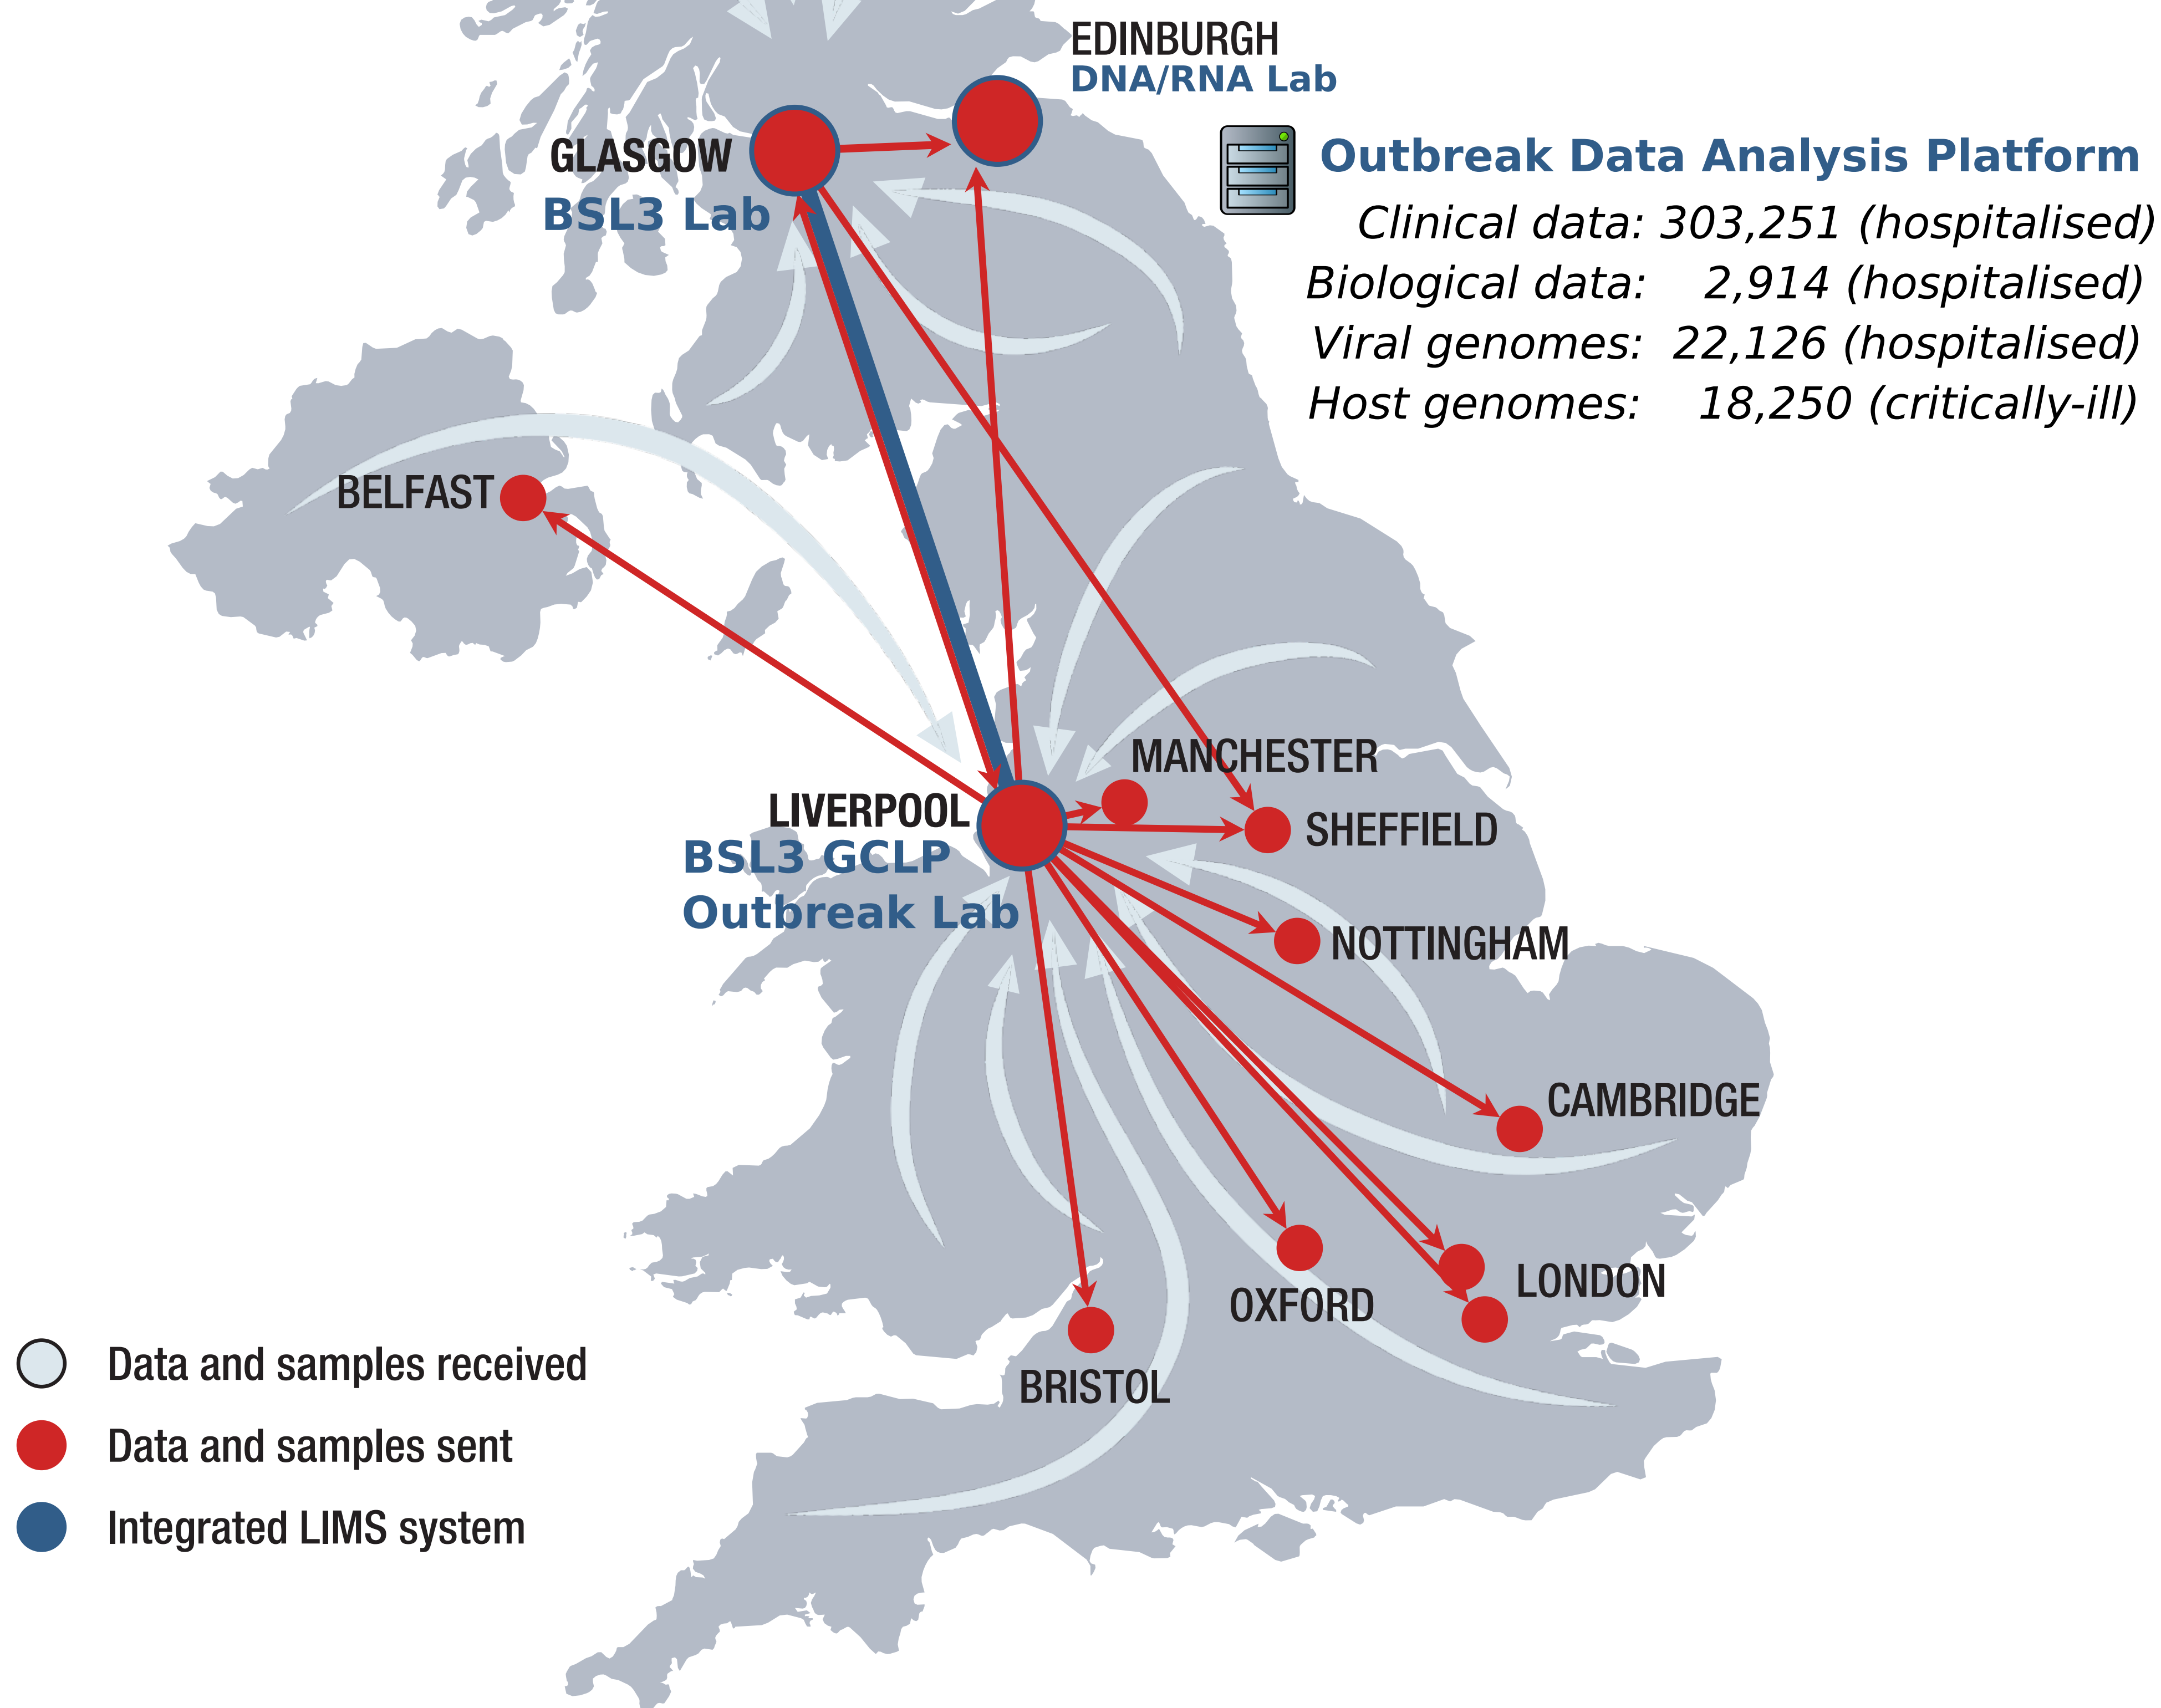 EDINBURGH
DNA/RNA Lab
GLASGOW
BSL3 Lab
Outbreak Data Analysis Platform
Clinical data: 303,251 (hospitalised)
Biological data: 2,914 (hospitalised)
Viral genomes: 22,126 (hospitalised)
Host genomes: 18,250 (critically-ill)
BELFAST
MANCHESTER
LIVERPOOL
BSL3 GCLP
Outbreak Lab
SHEFFIELD
NOTTINGHAM
CAMBRIDGE
LONDON
OXFORD
BRISTOL
Data and samples received
Data and samples sent
Integrated LIMS system